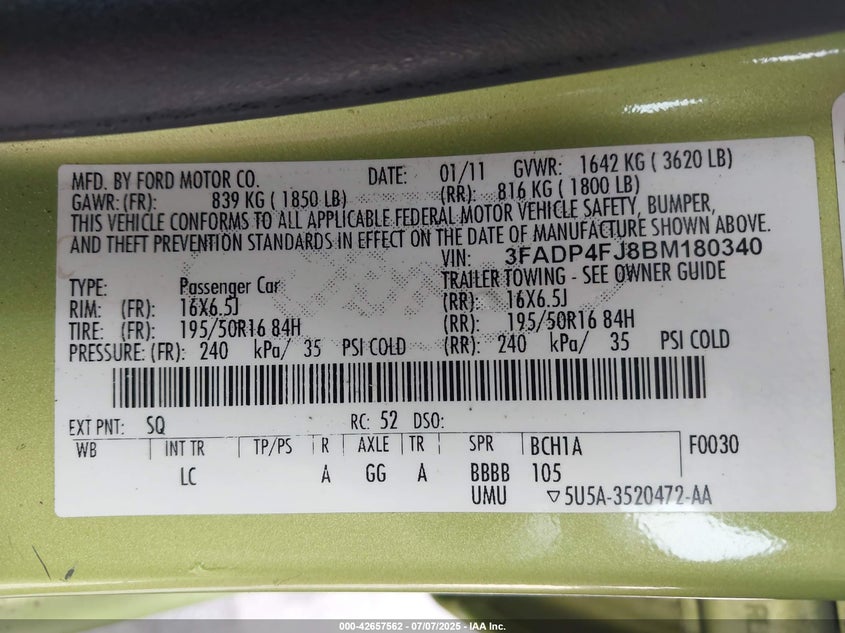 MFD. BY FORD MOTOR CO. DATE: 01/11 GVWR: 1642 KG ( 3620 LB)
GAWR: (FR): 839 KG ( 1850 LB) (RR): 816 KG ( 1800 LB)
THIS VEHICLE CONFORMS TO ALL APPLICABLE FEDERAL MOTOR VEHICLE SAFETY, BUMPER,
AND THEFT PREVENTION STANDARDS IN EFFECT ON THE DATE OF MANUFACTURE SHOWN ABOVE.
VIN: 3FADP4FJ8BM180340
TYPE: Passenger Car TRAILER TOWING - SEE OWNER GUIDE
RIM: (FR): 16X6.5J (RR): 16X6.5J
TIRE: (FR): 195/50R16 84H (RR): 195/50R16 84H
PRESSURE: (FR): 240 kPa/ 35 PSI COLD (RR): 240 kPa/ 35 PSI COLD
EXT PNT: SQ RC: 52 DSO:
WB INT TR TP/PS R AXLE TR SPR BCH1A F0030
LC A GG A BBBB 105
UMU ▽5U5A-3520472-AA
000-42657562 - 07/07/2025 - IAA Inc.